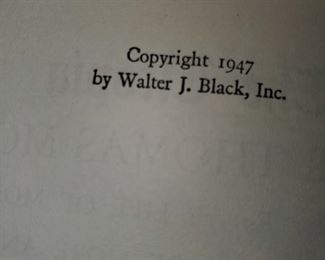 Copyright 1947
by Walter J. Black, Inc.